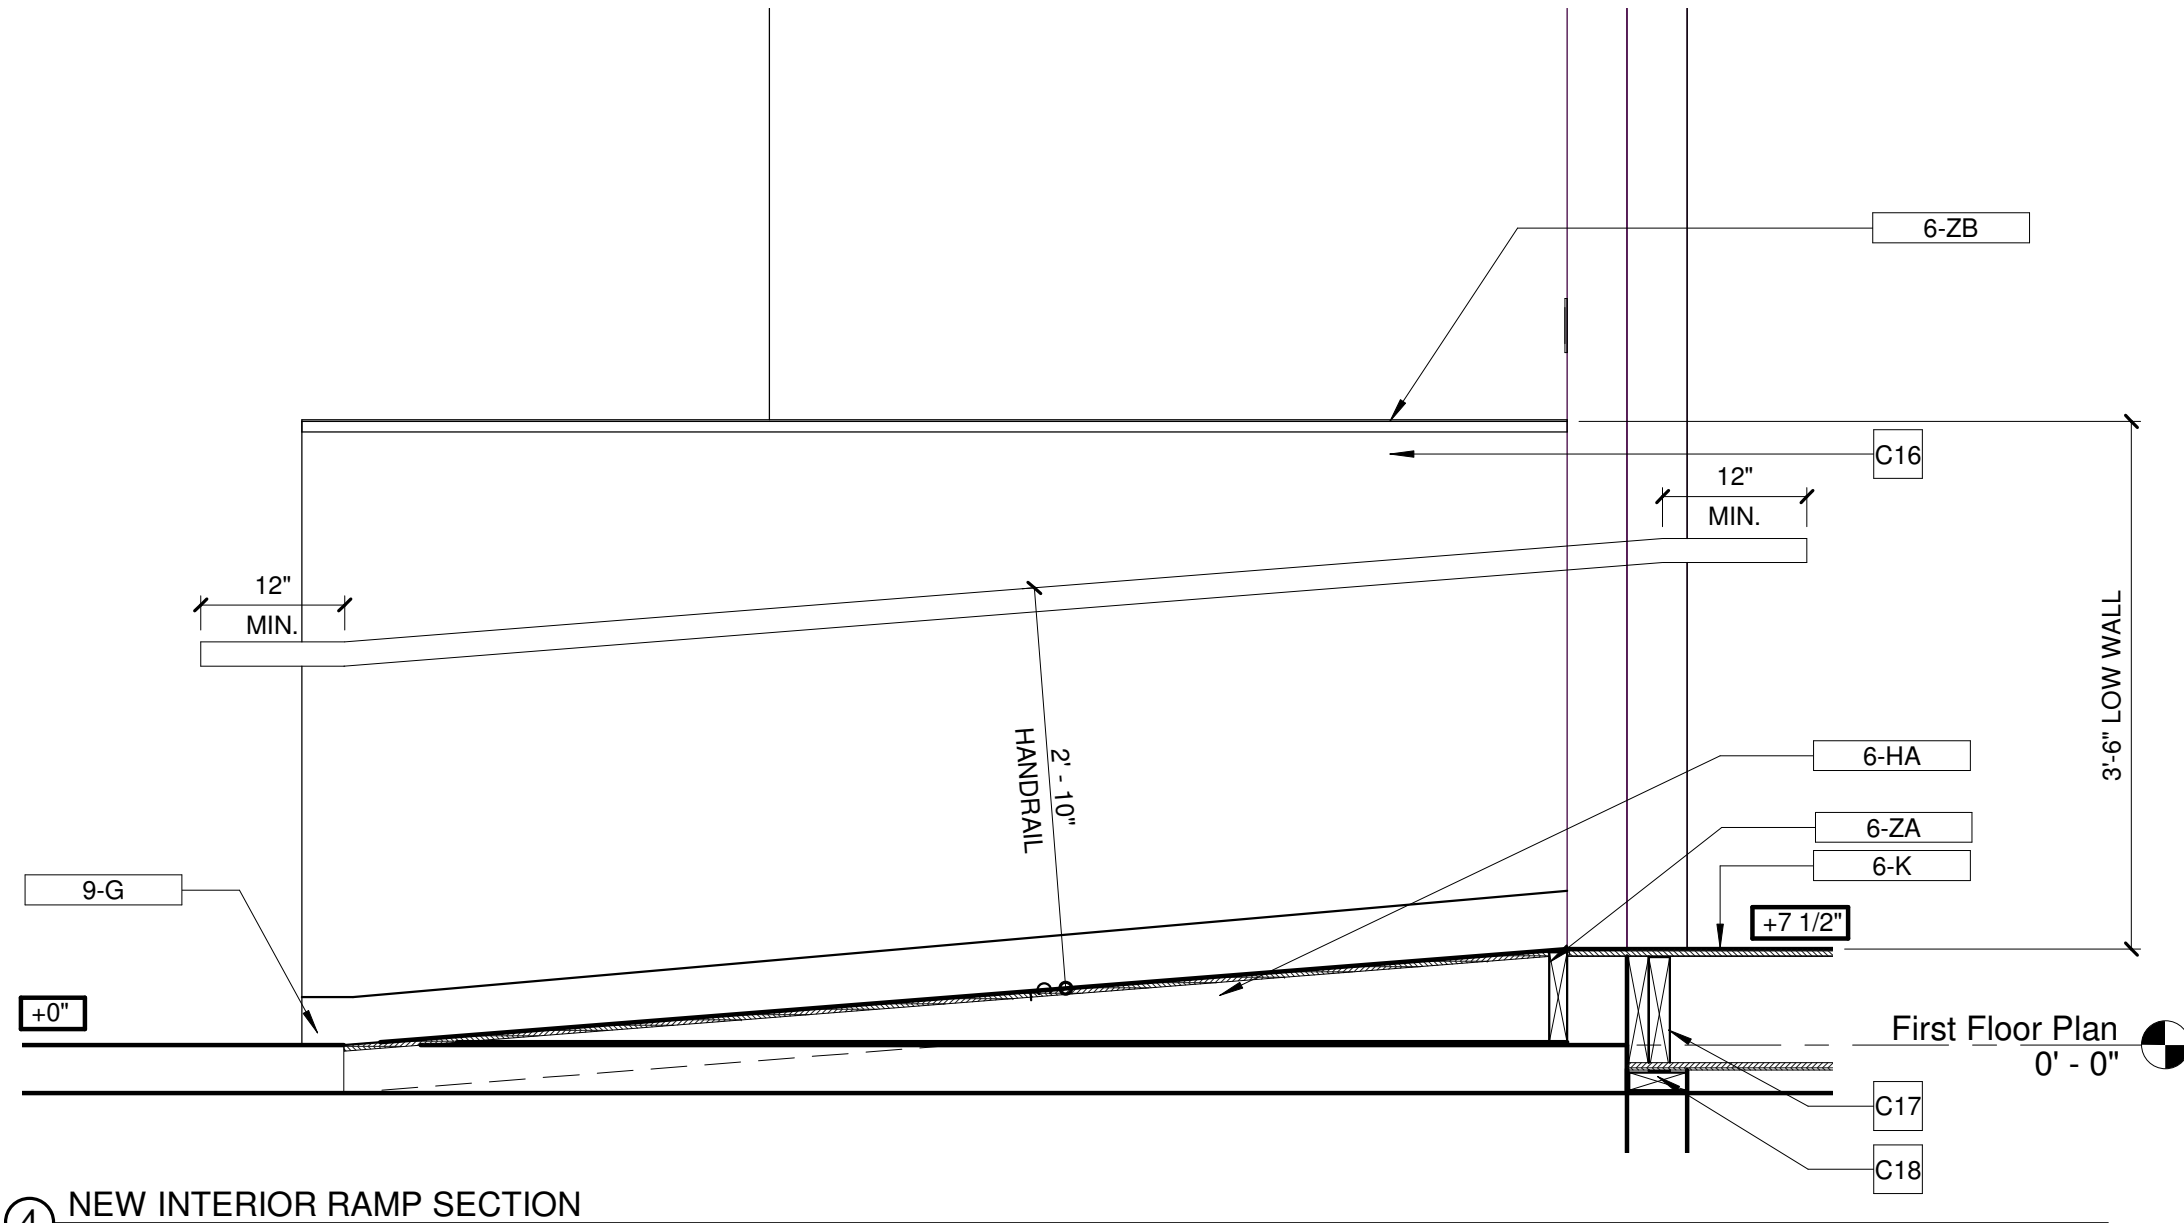 6-ZB
C16
12"
MIN.
12"
MIN.
3'-6" LOW WALL
2' - 10"
HANDRAIL
6-HA
6-ZA
6-K
9-G
+7 1/2"
+0"
First Floor Plan
0' - 0"
C17
C18
4
NEW INTERIOR RAMP SECTION